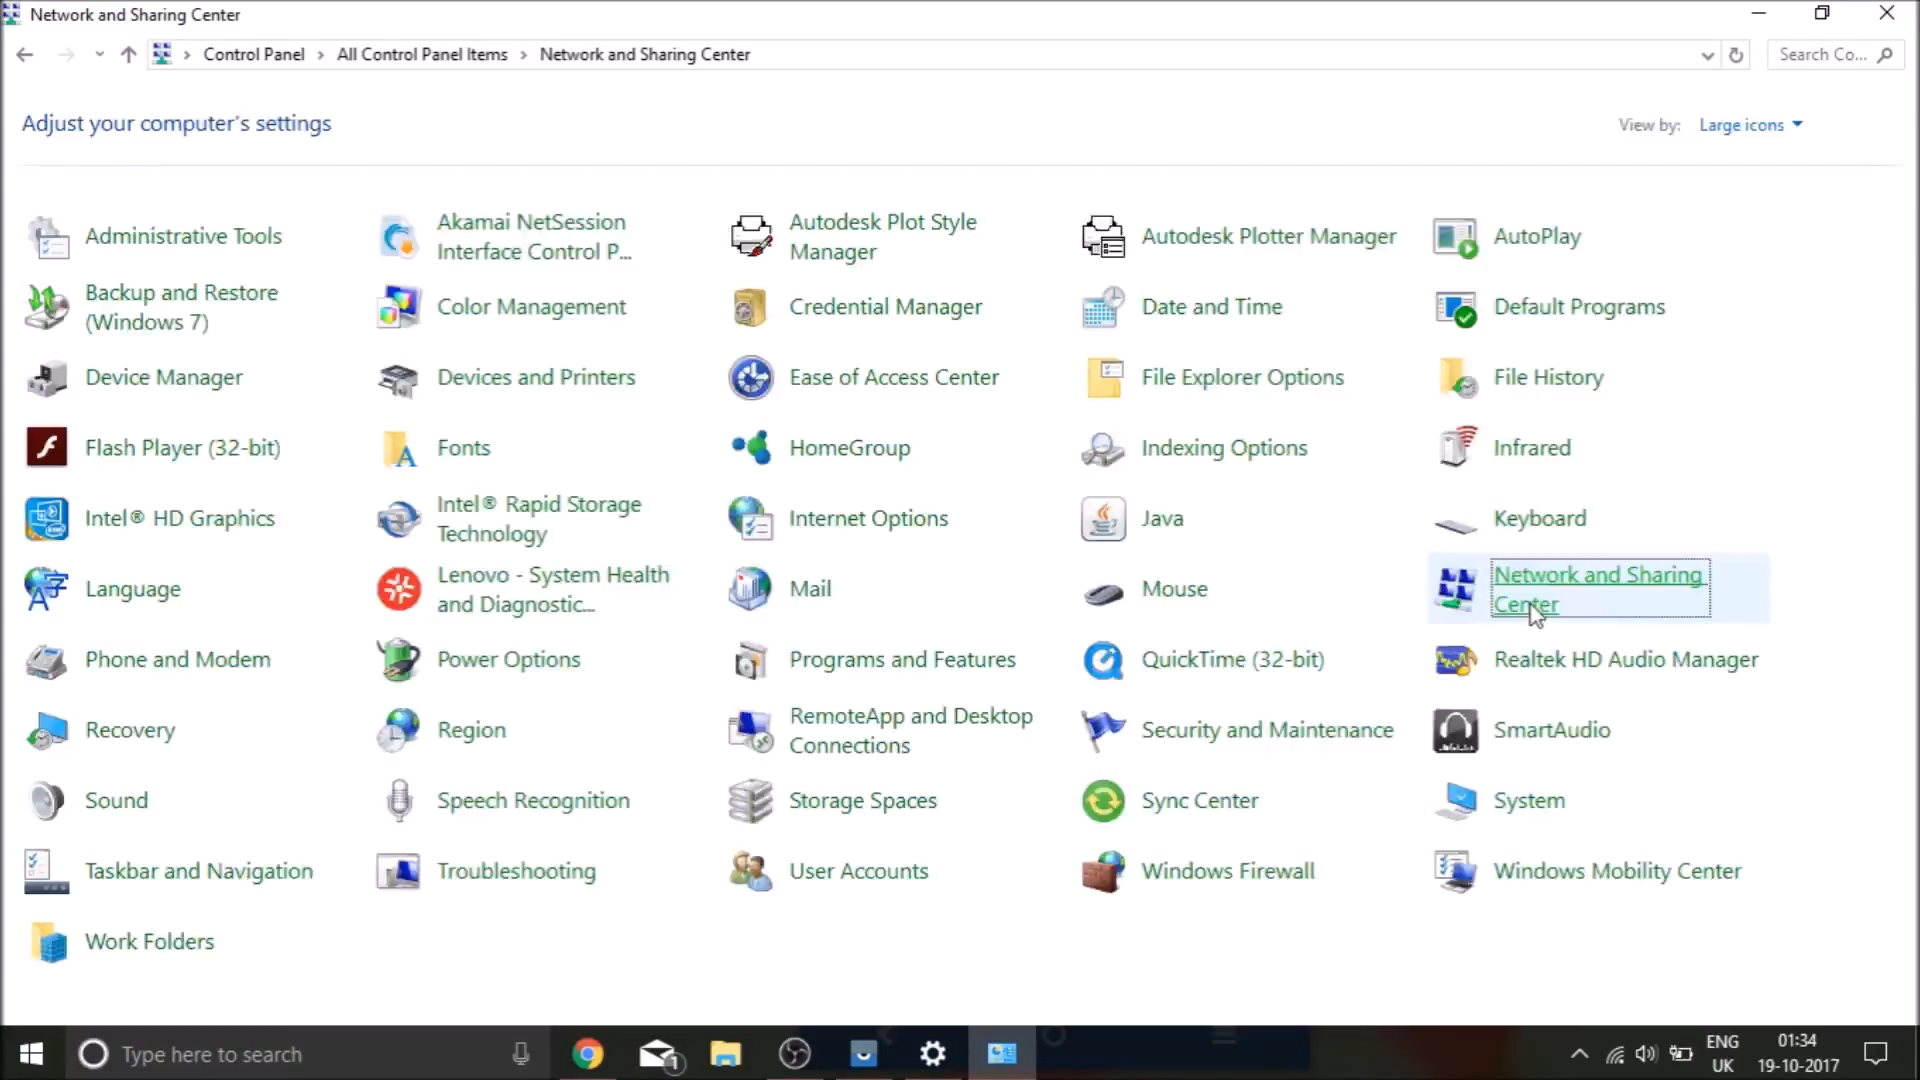 Network and Sharing Center
Control Panel
All Control Panel Items
Network and Sharing Center
Search Co...
Adjust your computer's settings
View by:
Large icons
Administrative Tools
Akamai NetSession
Interface Control P...
Autodesk Plot Style
Manager
Autodesk Plotter Manager
AutoPlay
Backup and Restore
(Windows 7)
Color Management
Credential Manager
Date and Time
Default Programs
Device Manager
Devices and Printers
Ease of Access Center
File Explorer Options
File History
Flash Player (32-bit)
Fonts
HomeGroup
Indexing Options
Infrared
Intel® HD Graphics
Intel® Rapid Storage
Technology
Internet Options
Java
Keyboard
Language
Lenovo - System Health
and Diagnostic...
Mail
Mouse
Network and Sharing
Center
Phone and Modem
Power Options
Programs and Features
QuickTime (32-bit)
Realtek HD Audio Manager
Recovery
Region
RemoteApp and Desktop
Connections
Security and Maintenance
SmartAudio
Sound
Speech Recognition
Storage Spaces
Sync Center
System
Taskbar and Navigation
Troubleshooting
User Accounts
Windows Firewall
Windows Mobility Center
Work Folders
Type here to search
1
ENG
UK
01:34
19-10-2017